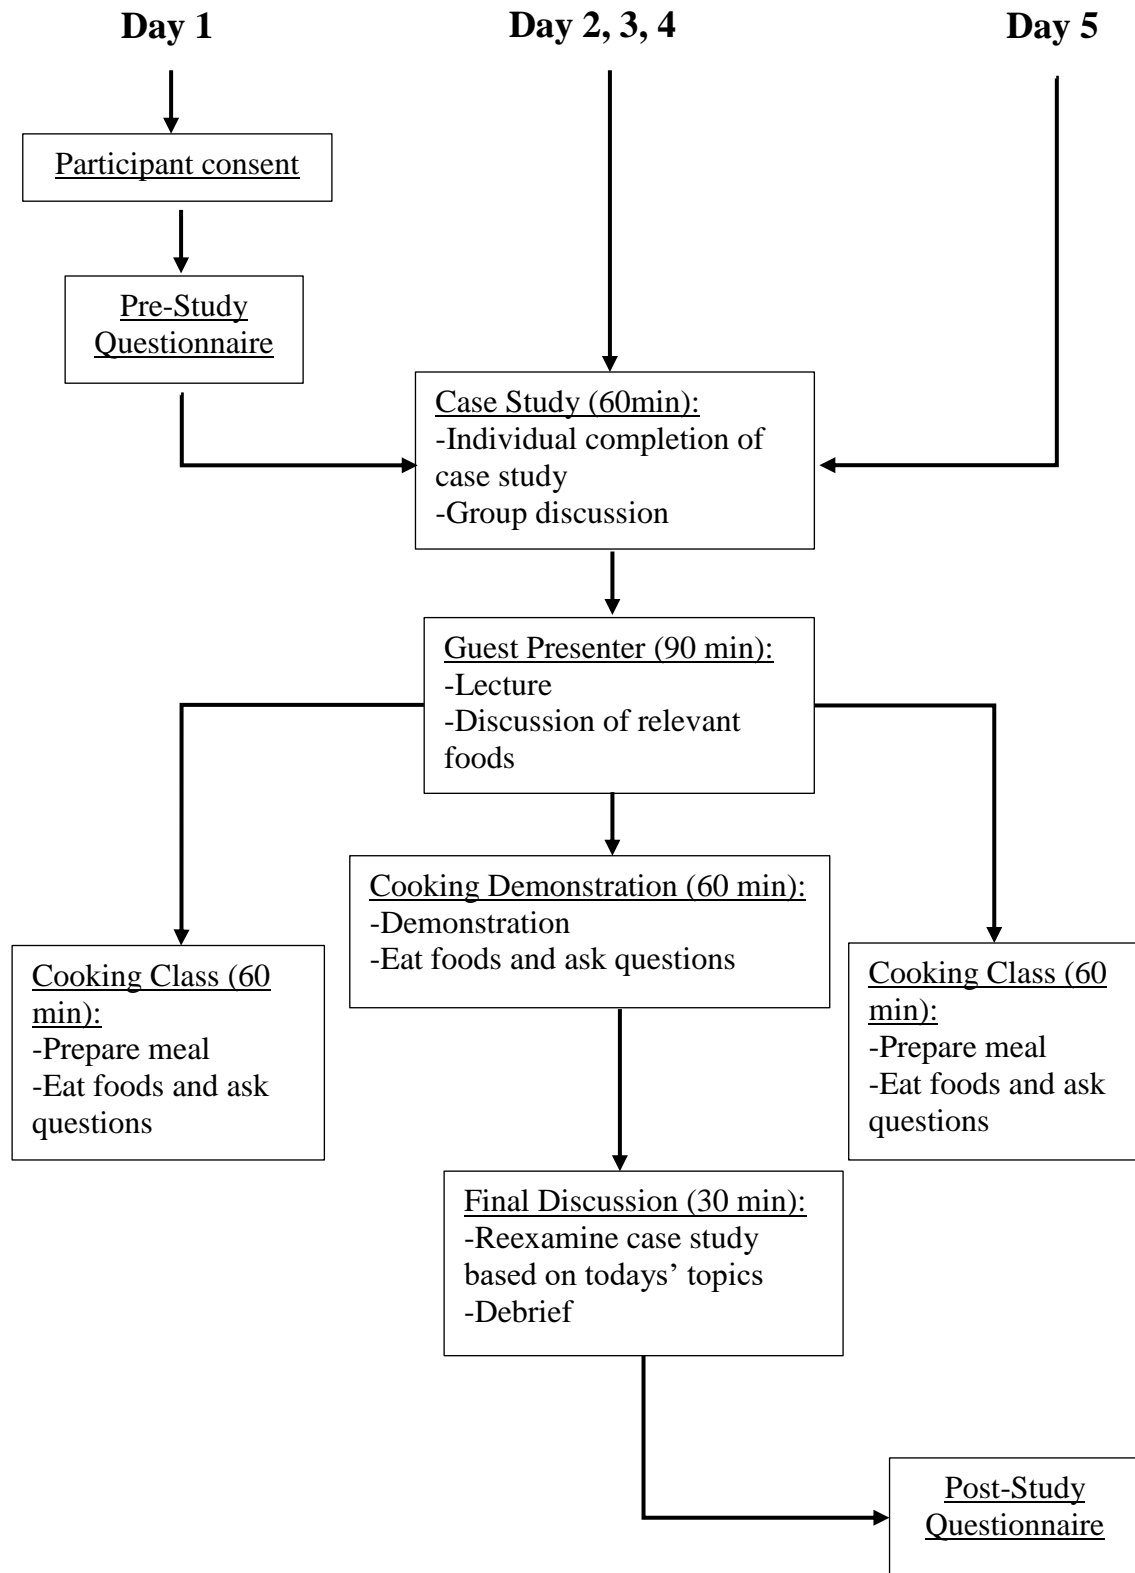 Day 1
Day 2, 3, 4
Day 5
Participant consent
Pre-Study
Questionnaire
Case Study (60min):
-Individual completion of
case study
-Group discussion
Guest Presenter (90 min):
-Lecture
-Discussion of relevant
foods
Cooking Demonstration (60 min):
-Demonstration
-Eat foods and ask questions
Cooking Class (60
min):
-Prepare meal
-Eat foods and ask
questions
Cooking Class (60
min):
-Prepare meal
-Eat foods and ask
questions
Final Discussion (30 min):
-Reexamine case study
based on todays’ topics
-Debrief
Post-Study
Questionnaire